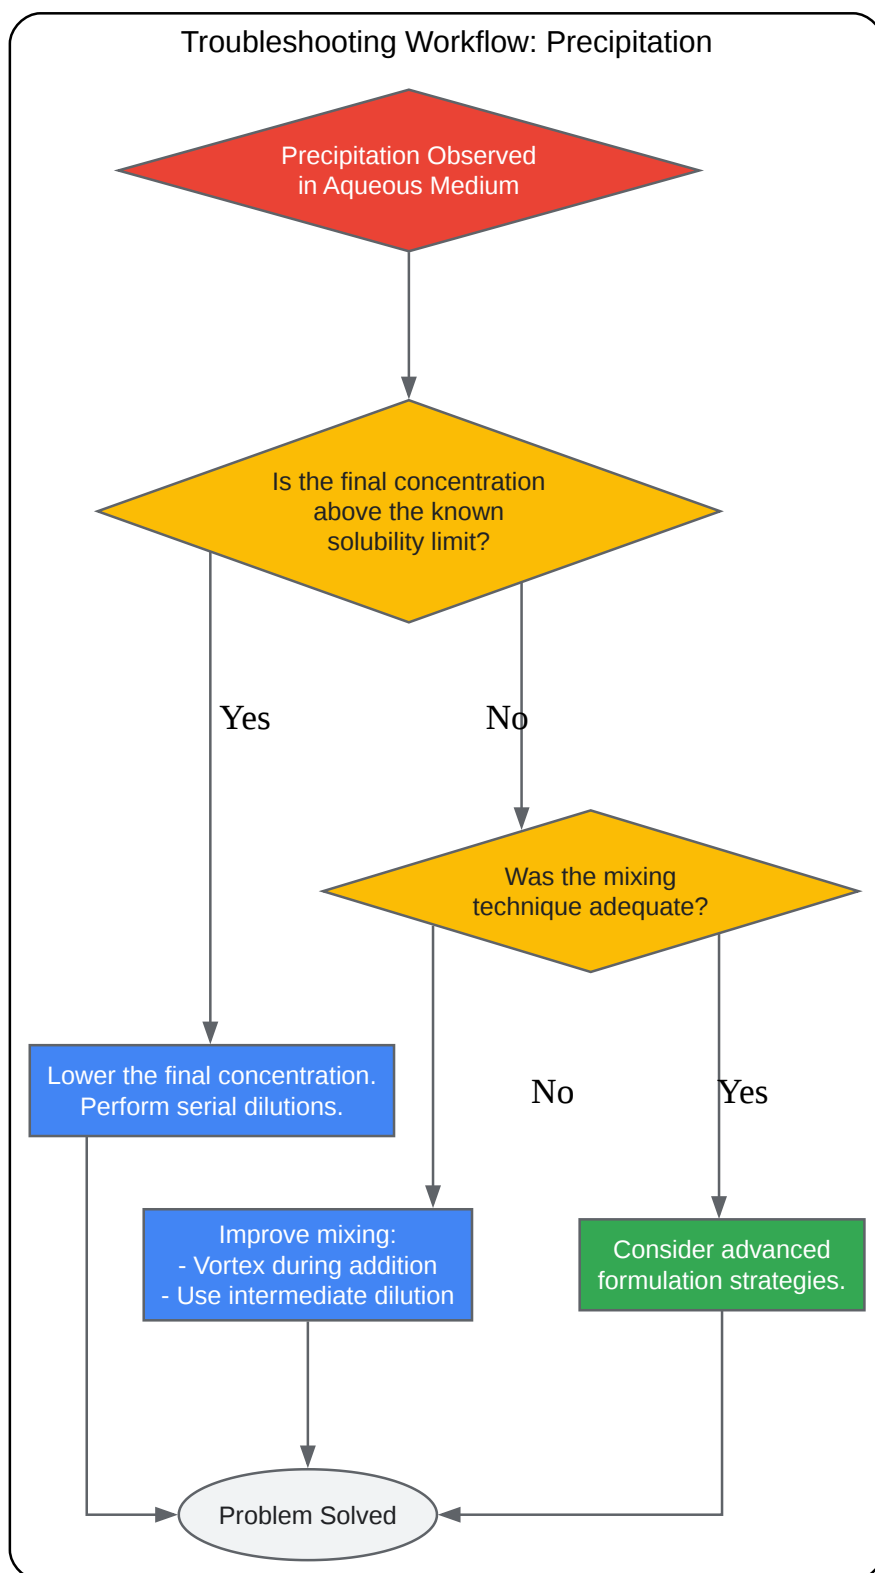 Troubleshooting Workflow: Precipitation
Precipitation Observed
in Aqueous Medium
Is the final concentration
above the known
solubility limit?
Yes
No
Was the mixing
technique adequate?
Lower the final concentration.
Perform serial dilutions.
No
Yes
Improve mixing:
- Vortex during addition
- Use intermediate dilution
Consider advanced
formulation strategies.
Problem Solved